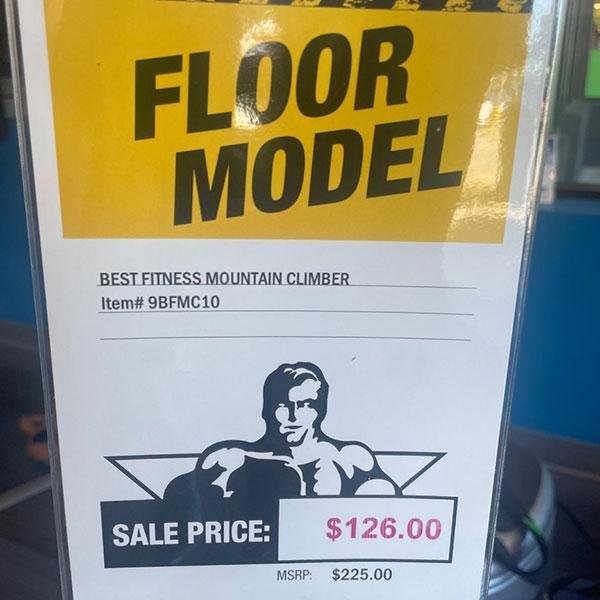 FLOOR
MODEL
BEST FITNESS MOUNTAIN CLIMBER
Item# 9BFMC10
SALE PRICE: $126.00
MSRP: $225.00